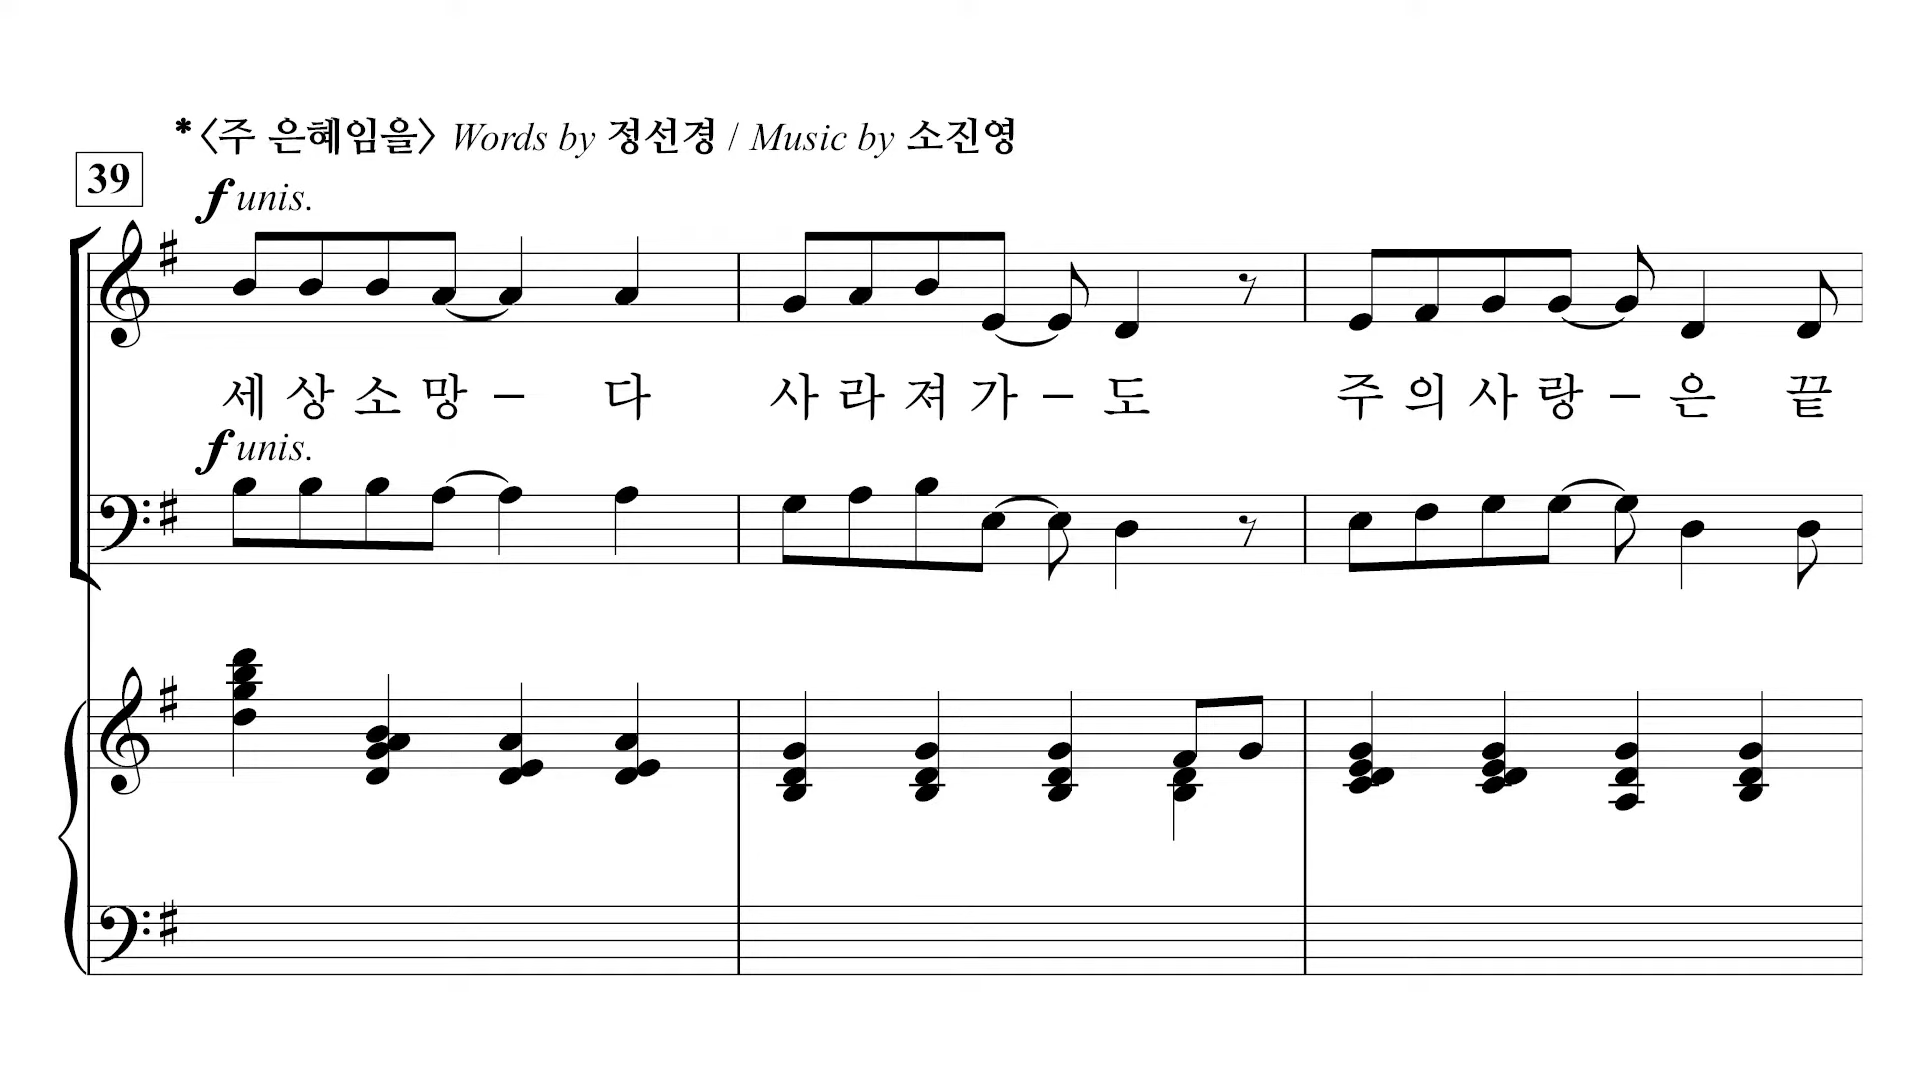 *〈주 은혜임을〉 Words by 정선경 / Music by 소진영
39
f unis.
세 상 소 망 – 다 사 라 져 가 – 도 주 의 사 랑 – 은 끝
f unis.